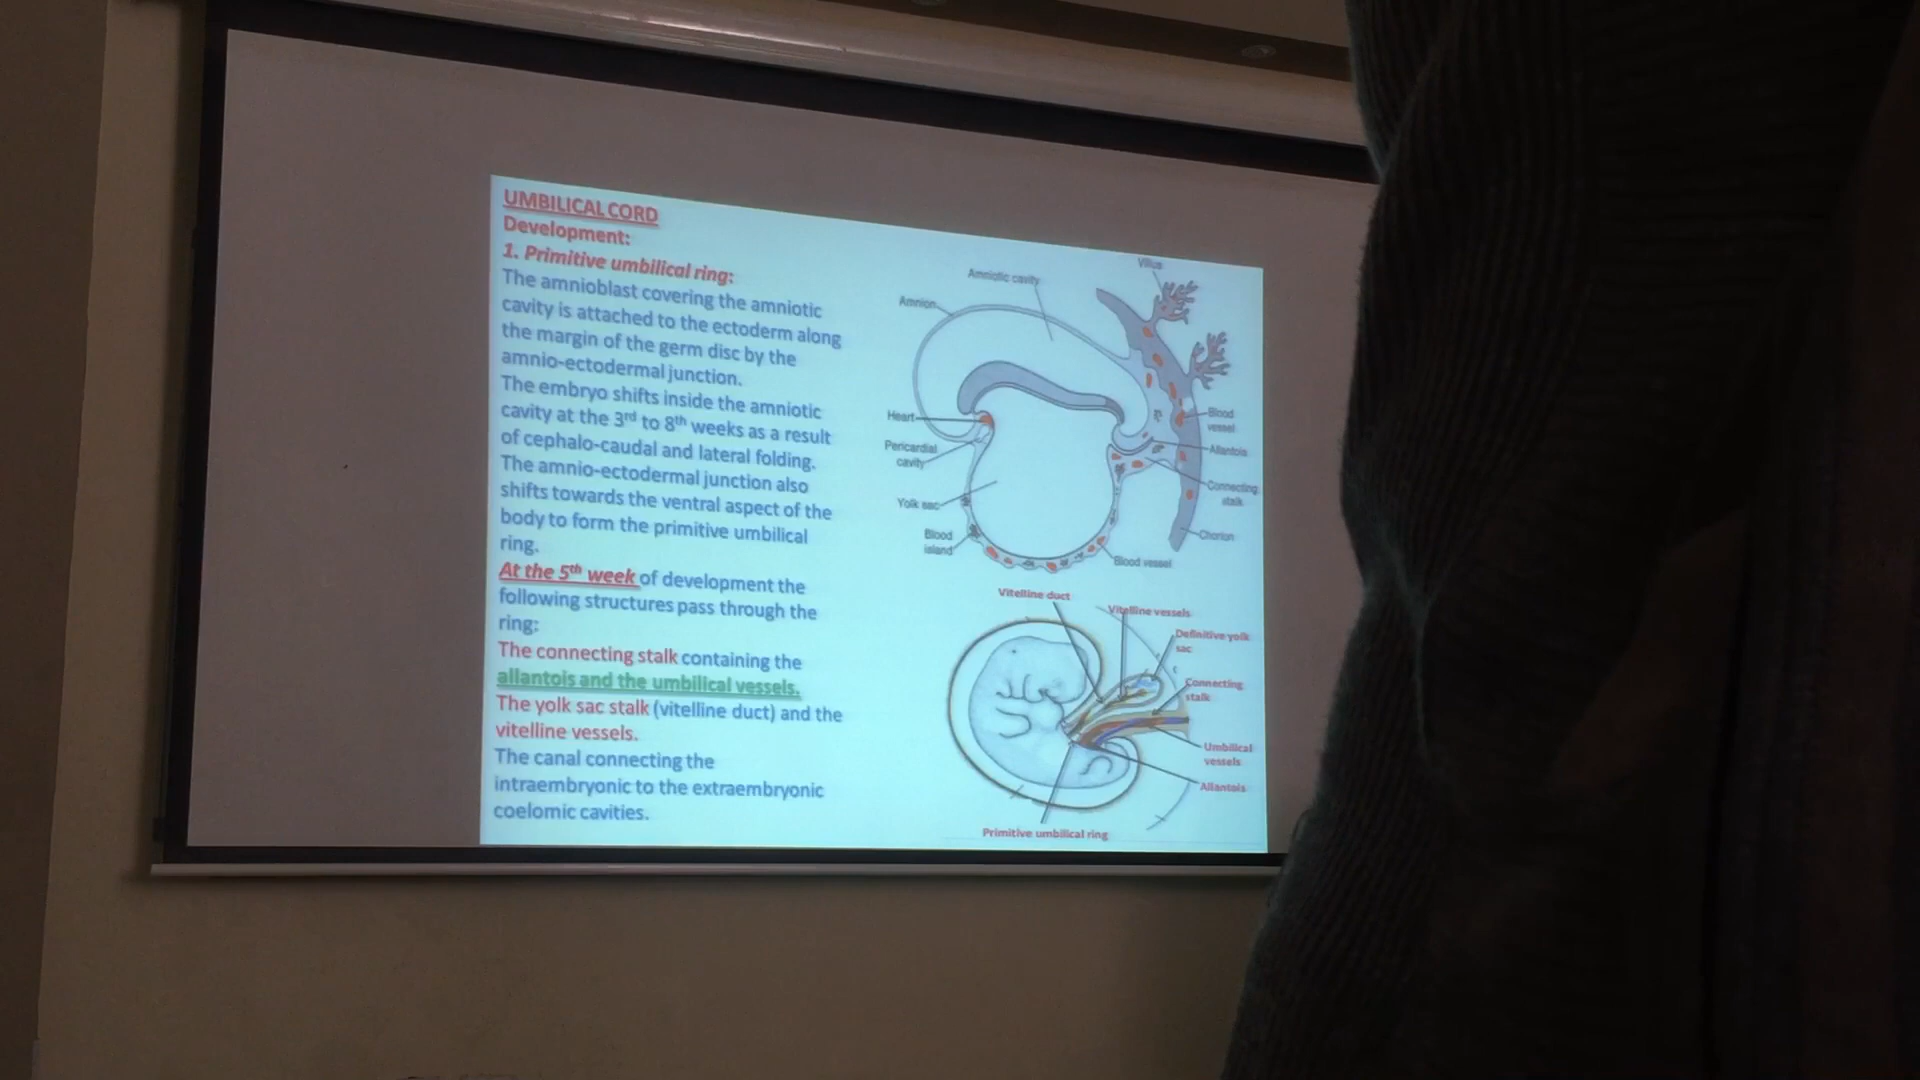 UMBILICAL CORD
Development:
1. Primitive umbilical ring:
The amnioblast covering the amniotic
cavity is attached to the ectoderm along
the margin of the germ disc by the
amnio-ectodermal junction.
The embryo shifts inside the amniotic
cavity at the 3rd to 8th weeks as a result
of cephalo-caudal and lateral folding.
The amnio-ectodermal junction also
shifts towards the ventral aspect of the
body to form the primitive umbilical
ring.
At the 5th week of development the
following structures pass through the
ring:
The connecting stalk containing the
allantois and the umbilical vessels.
The yolk sac stalk (vitelline duct) and the
vitelline vessels.
The canal connecting the
intraembryonic to the extraembryonic
coelomic cavities.
Villus
Amniotic cavity
Amnion
Heart
Pericardial
cavity
Yolk sac
Blood
island
Blood
vessel
Allantois
Connecting
stalk
Chorion
Blood vessel
Vitelline duct
Vitelline vessels
Definitive yolk
sac
Connecting
stalk
Umbilical
vessels
Allantois
Primitive umbilical ring